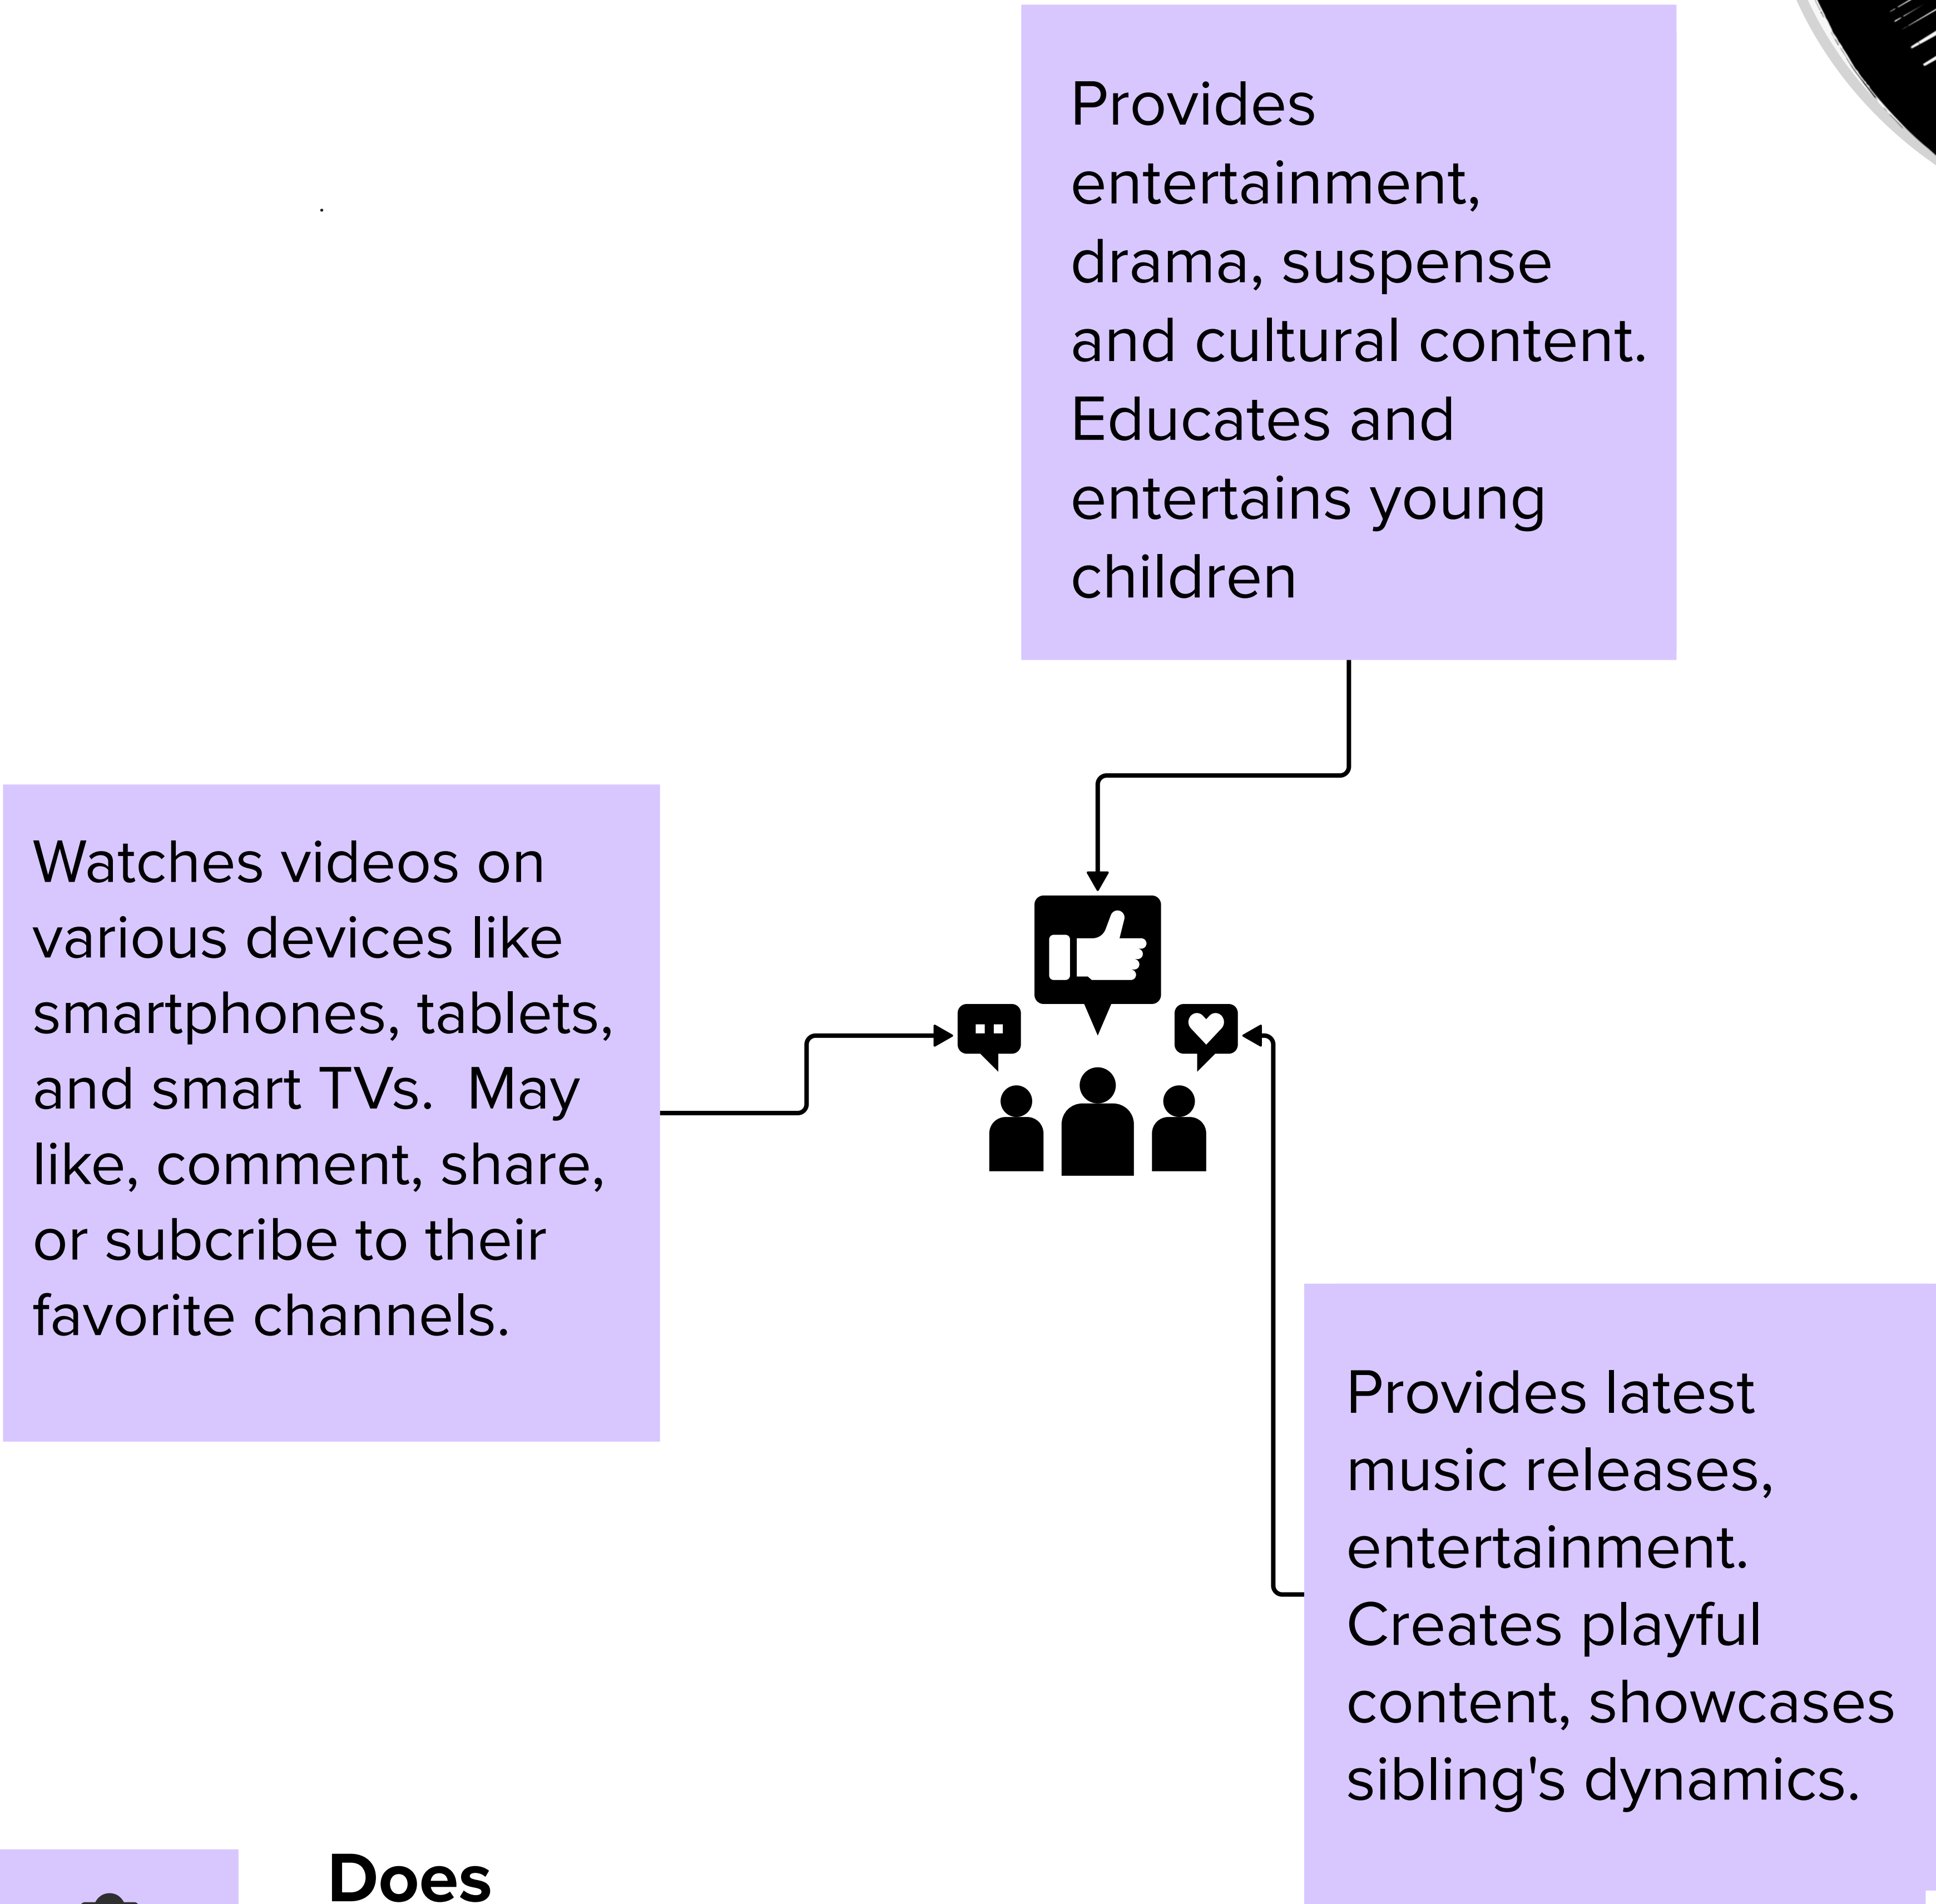 Provides
entertainment,
drama, suspense
and cultural content.
Educates and
entertains young
children
Watches videos on
various devices like
smartphones, tablets,
and smart TVs.  May
like, comment, share,
or subcribe to their
favorite channels.
Provides latest
music releases,
entertainment.
Creates playful
content, showcases
sibling's dynamics.
Does